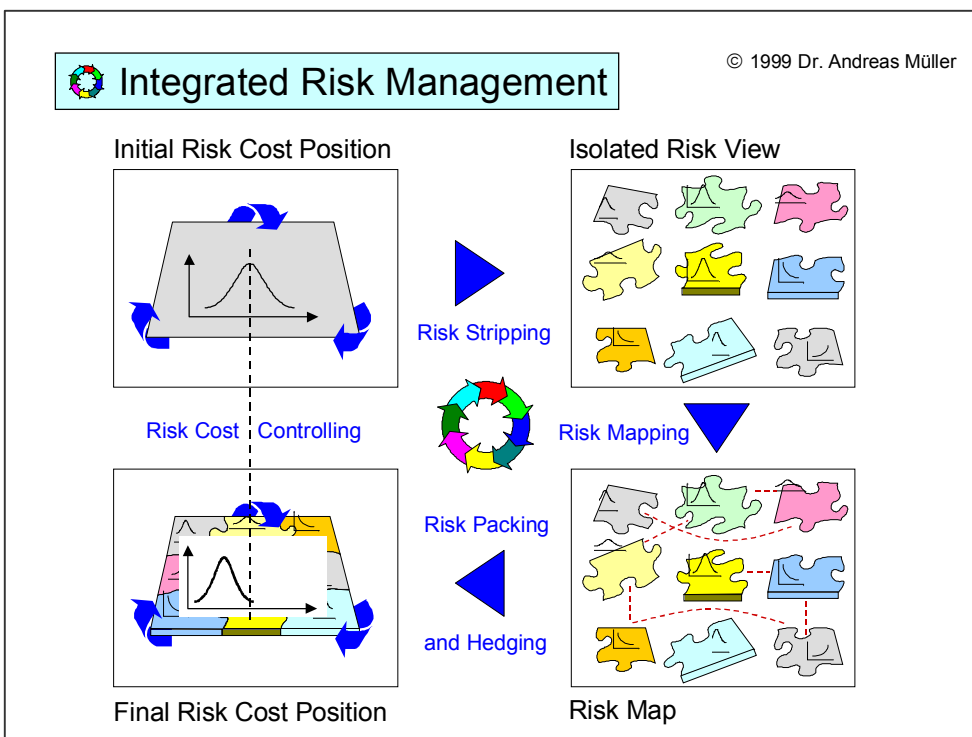 Integrated Risk Management
© 1999 Dr. Andreas Müller
Initial Risk Cost Position
Isolated Risk View
Risk Stripping
Risk Cost Controlling
Risk Mapping
Risk Packing
and Hedging
Final Risk Cost Position
Risk Map